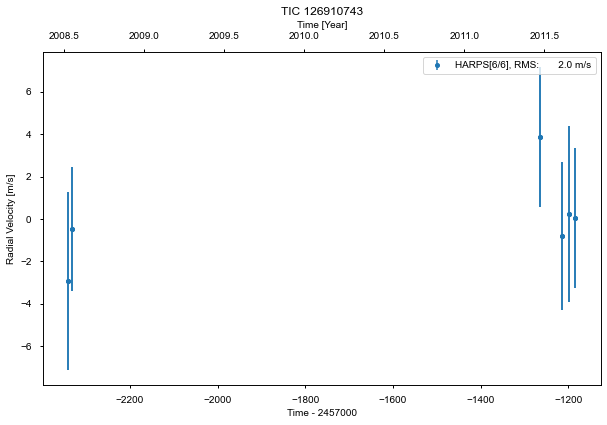 TIC 126910743
Time [Year]
2008.5 2009.0 2009.5 2010.0 2010.5 2011.0 2011.5
HARPS[6/6], RMS: 2.0 m/s
6
4
2
0
−2
−4
−6
Radial Velocity [m/s]
−2200 −2000 −1800 −1600 −1400 −1200
Time - 2457000